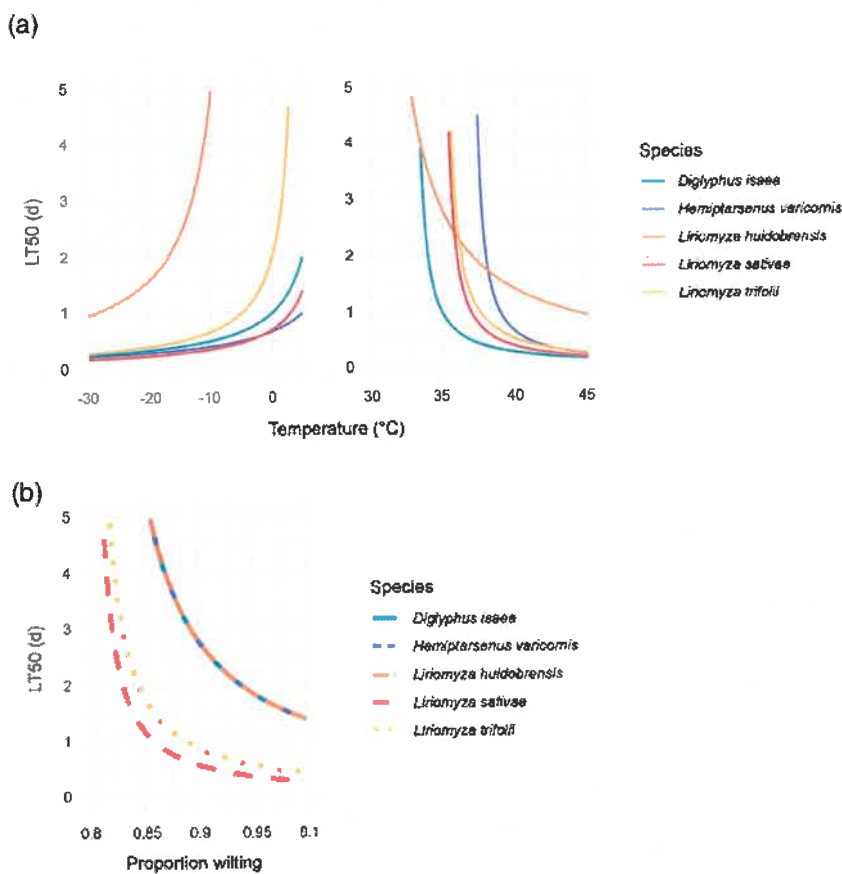 (a)
5
4
3
2
1
0
LT50 (d)
-30 -20 -10 0
5
4
3
2
1
0
30 35 40 45
Temperature (°C)
Species
Diglyphus isaea
Hemiptarsenus varicornis
Liriomyza huidobrensis
Liriomyza sativae
Liriomyza trifolii
(b)
5
4
3
2
1
0
LT50 (d)
0.8 0.85 0.9 0.95 0.1
Proportion wilting
Species
Diglyphus isaea
Hemiptarsenus varicornis
Liriomyza huidobrensis
Liriomyza sativae
Liriomyza trifolii